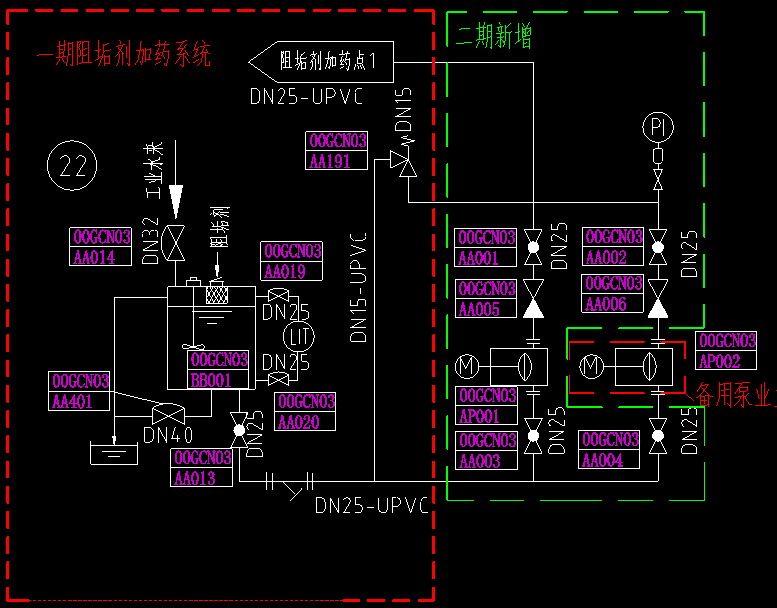 二期新增
一期阻垢剂加药系统
阻垢剂加药点1
DN25-UPVC
DN15
PI
00GCN03
AA191
22
工业水来
DN32
阻垢剂
00GCN03
AA014
00GCN03
AA019
DN15-UPVC
00GCN03
AA001
DN25
00GCN03
AA002
DN25
00GCN03
AA005
00GCN03
AA006
DN25
LIT
DN25
00GCN03
BB001
M
M
00GCN03
AP002
00GCN03
AA401
00GCN03
AA020
00GCN03
AP001
备用泵业
DN40
DN25
00GCN03
AA003
DN25
00GCN03
AA004
DN25
00GCN03
AA013
DN25-UPVC